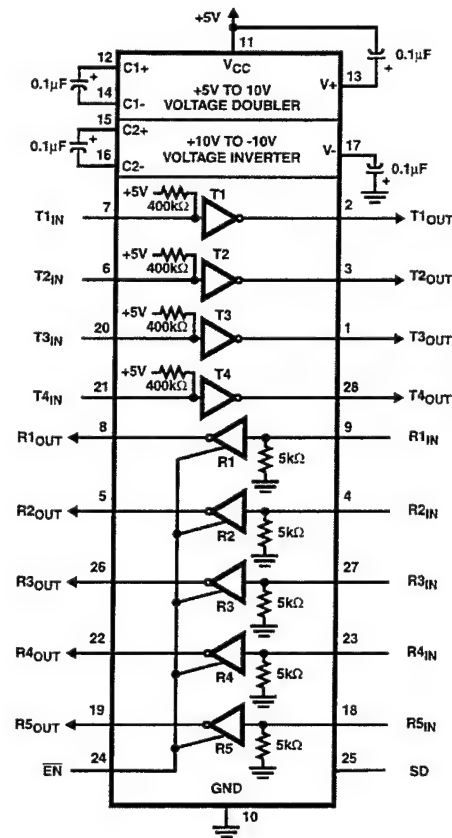 +5V
11
VCC
12
C1+
0.1μF
+
14
C1-
+5V TO 10V
VOLTAGE DOUBLER
V+
13
0.1μF
+
15
C2+
0.1μF
+
16
C2-
+10V TO -10V
VOLTAGE INVERTER
V-
17
0.1μF
+
T1IN
7
+5V
400kΩ
T1
2
T1OUT
T2IN
6
+5V
400kΩ
T2
3
T2OUT
T3IN
20
+5V
400kΩ
T3
1
T3OUT
T4IN
21
+5V
400kΩ
T4
28
T4OUT
R1OUT
8
R1
9
R1IN
5kΩ
R2OUT
5
R2
4
R2IN
5kΩ
R3OUT
26
R3
27
R3IN
5kΩ
R4OUT
22
R4
23
R4IN
5kΩ
R5OUT
19
R5
18
R5IN
5kΩ
EN
24
25
SD
GND
10